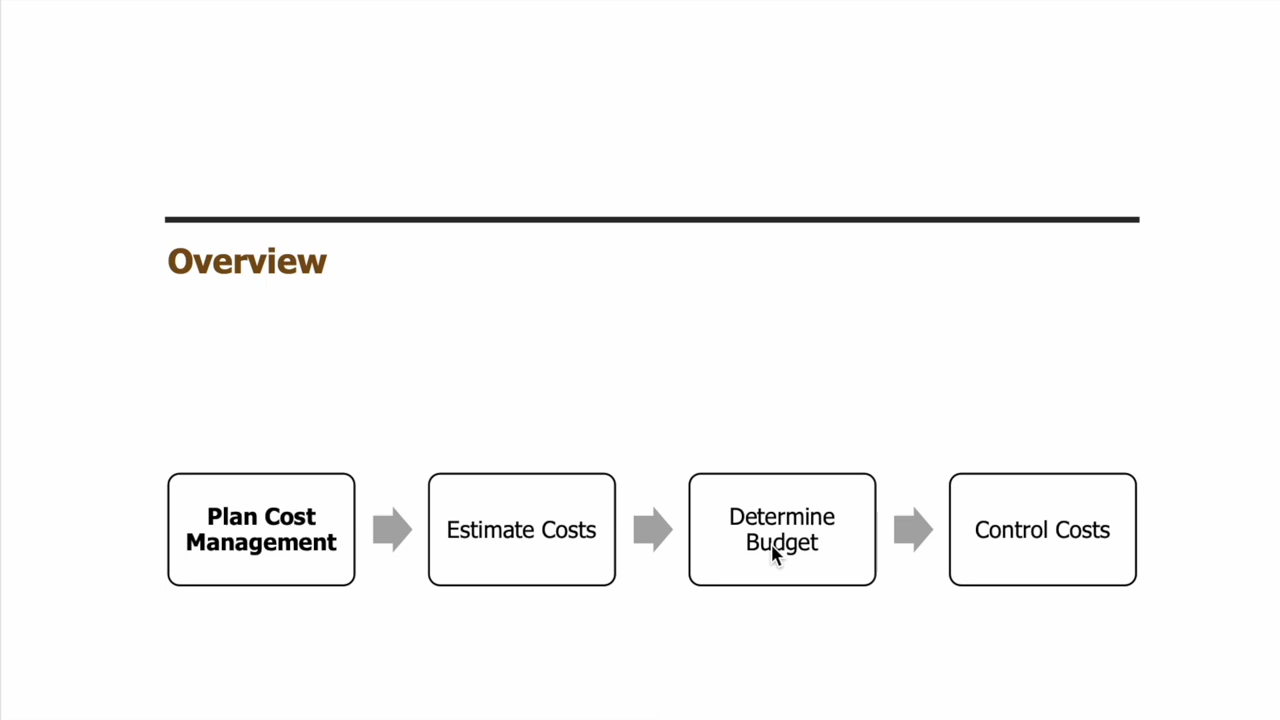 Overview
Plan Cost
Management
Estimate Costs
Determine
Budget
Control Costs